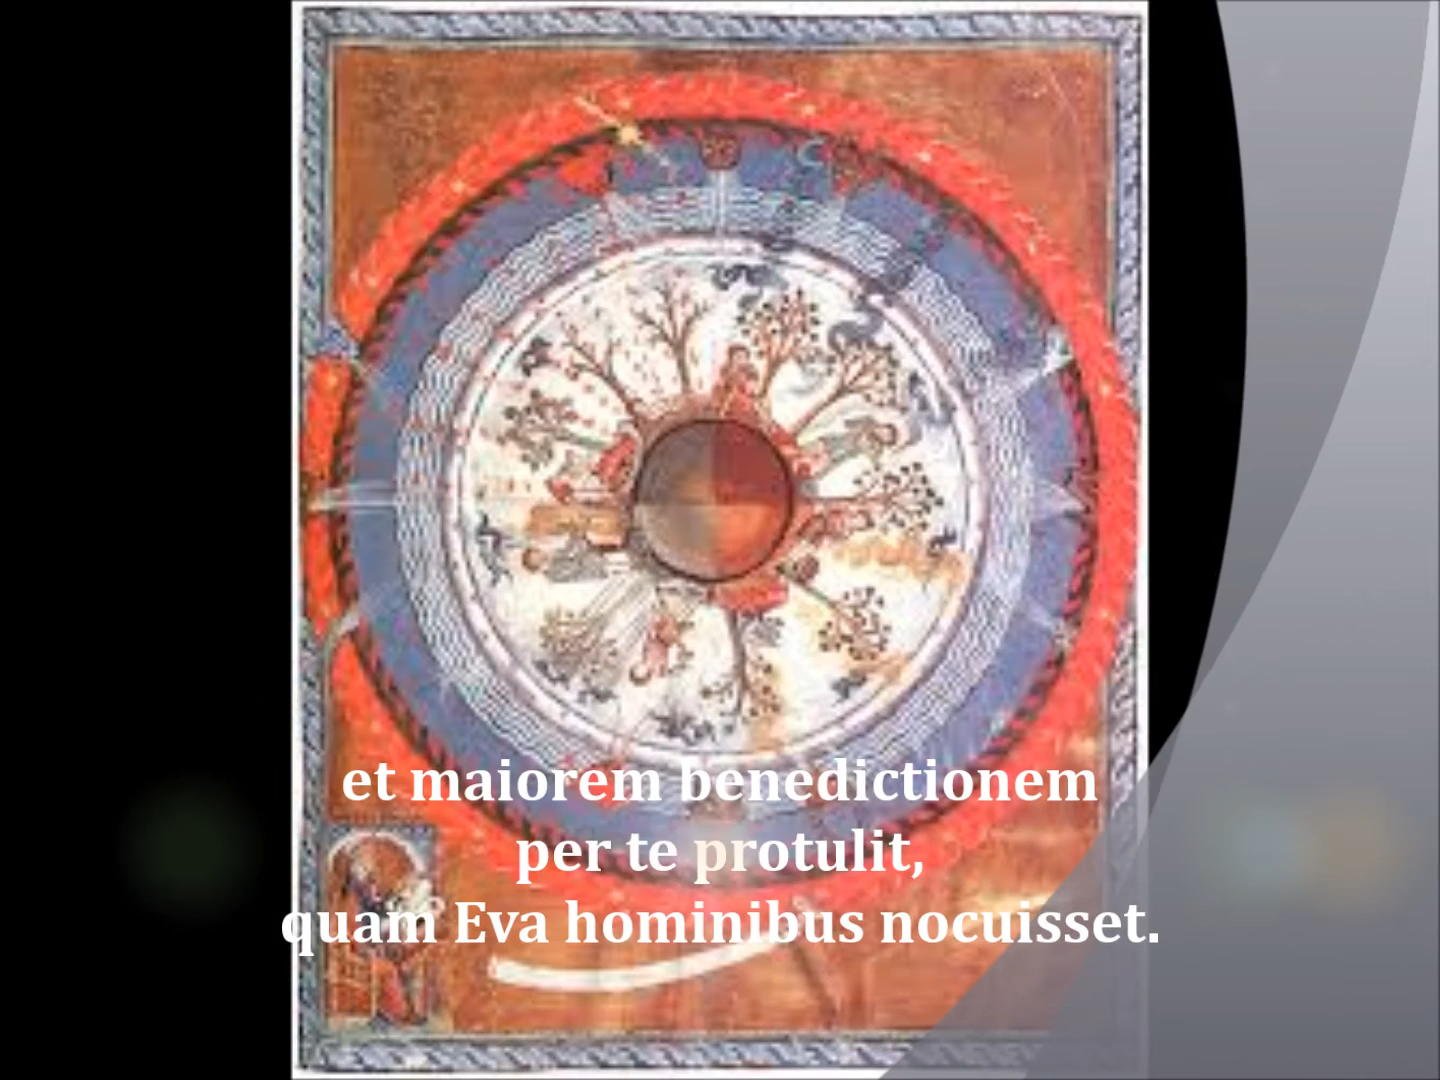 et maiorem benedictionem
per te protulit,
quam Eva hominibus nocuisset.